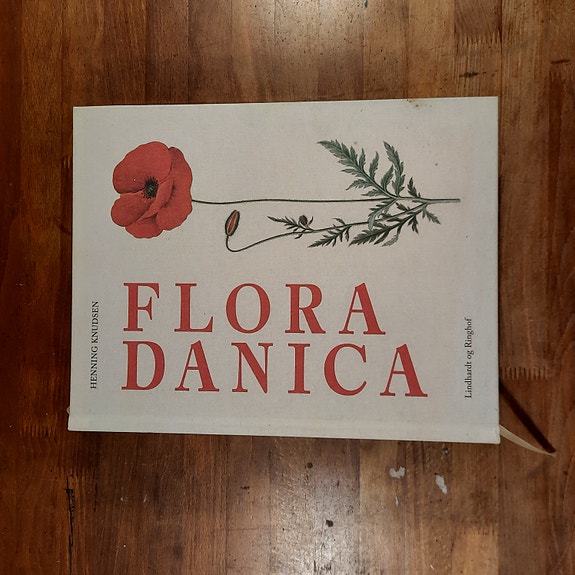 HENNING KNUDSEN
FLORA
DANICA
Lindhardt og Ringhof